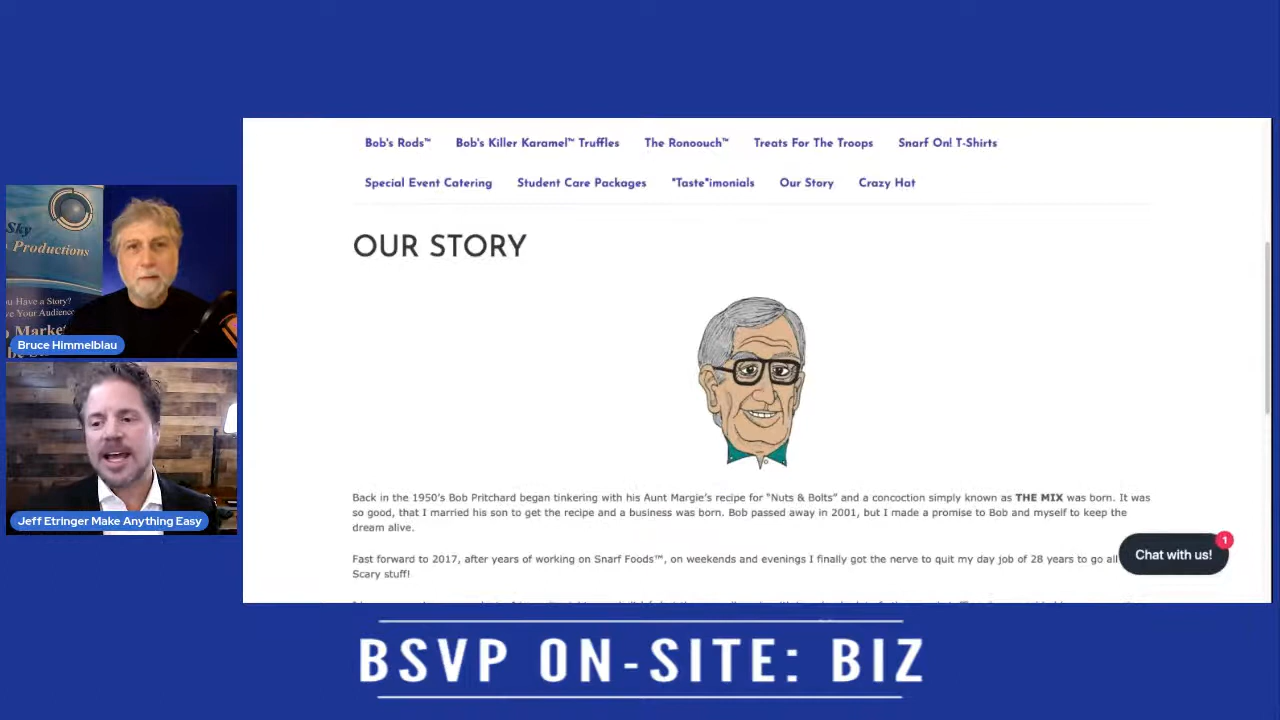 Bob's Rods™ Bob's Killer Karamel™ Truffles The Ronoouch™ Treats For The Troops Snarf On! T-Shirts
Special Event Catering Student Care Packages "Taste"imonials Our Story Crazy Hat
OUR STORY
Back in the 1950's Bob Pritchard began tinkering with his Aunt Margie's recipe for "Nuts & Bolts" and a concoction simply known as THE MIX was born. It was
so good, that I married his son to get the recipe and a business was born. Bob passed away in 2001, but I made a promise to Bob and myself to keep the
dream alive.
Fast forward to 2017, after years of working on Snarf Foods™, on weekends and evenings I finally got the nerve to quit my day job of 28 years to go all
Scary stuff!
Chat with us!
1
Sky
Productions
ou Have a Story?
ve Your Audience
Market
Bruce Himmelblau
Jeff Etringer Make Anything Easy
BSVP ON-SITE: BIZ